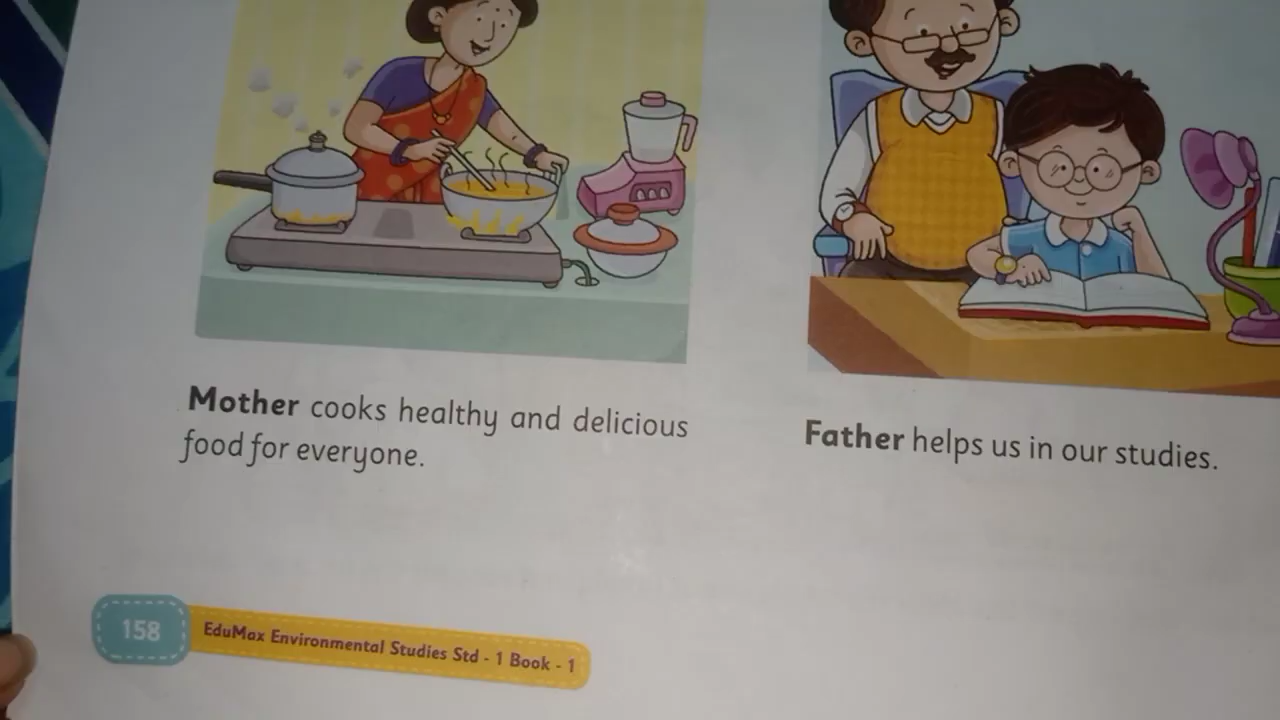 Mother cooks healthy and delicious
food for everyone.
Father helps us in our studies.
158
EduMax Environmental Studies Std - 1 Book - 1